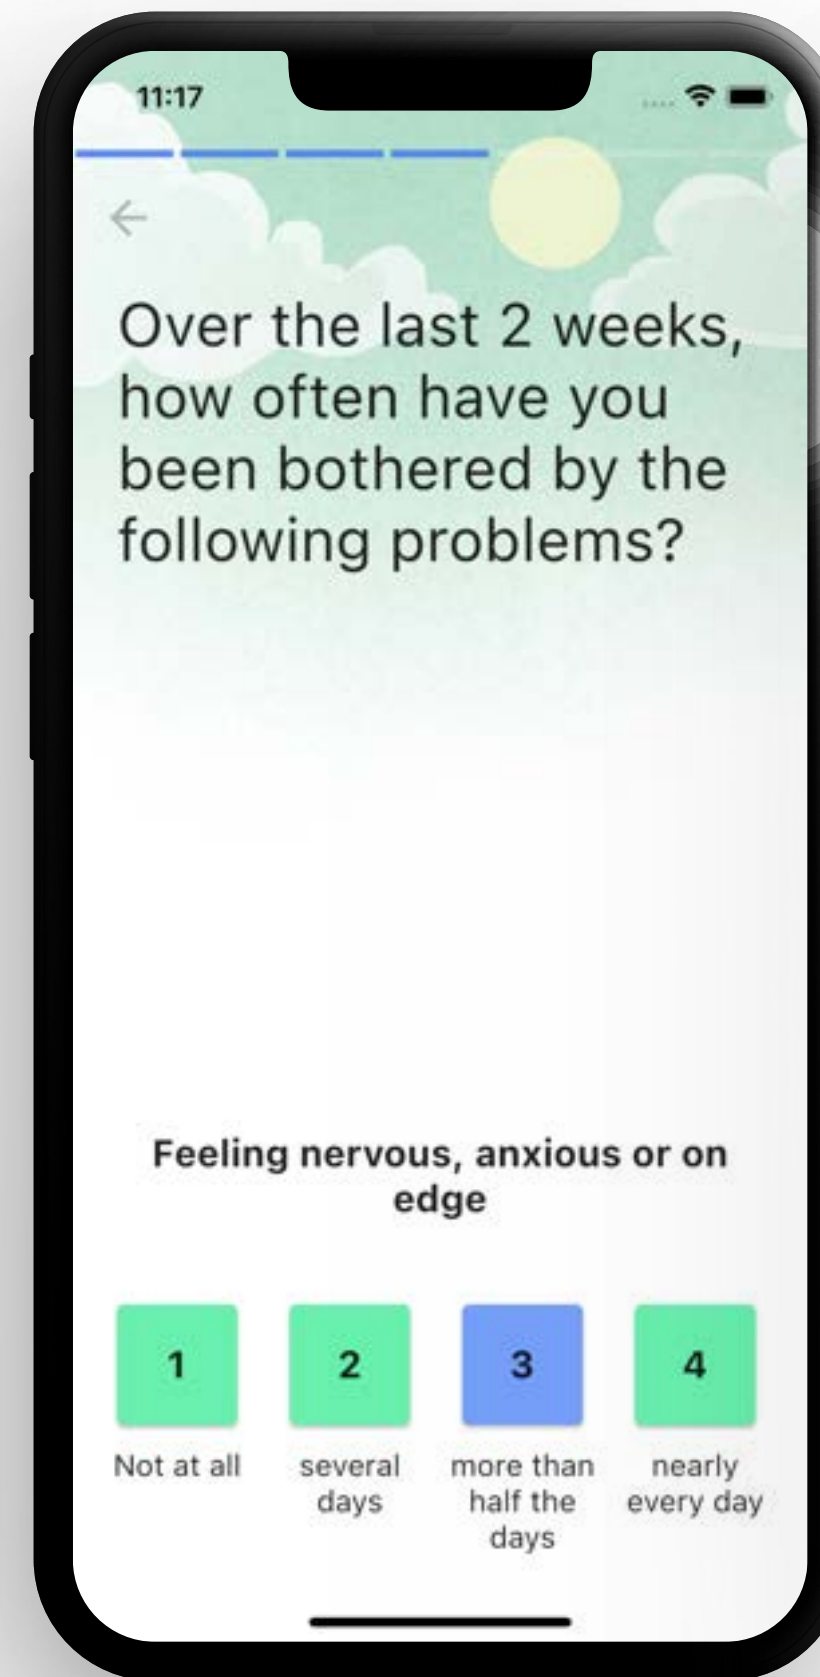 11:17
Over the last 2 weeks,
how often have you
been bothered by the
following problems?
Feeling nervous, anxious or on
edge
1 2 3 4
Not at all several more than nearly
days half the every day
days